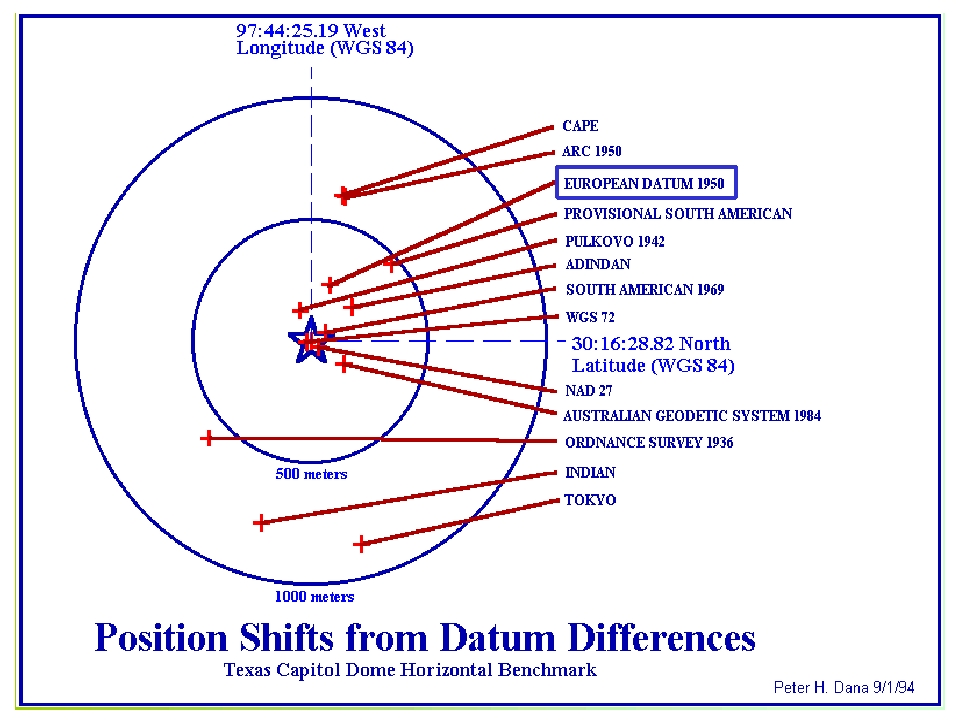 97:44:25.19 West
Longitude (WGS 84)
CAPE
ARC 1950
EUROPEAN DATUM 1950
PROVISIONAL SOUTH AMERICAN
PULKOVO 1942
ADINDAN
SOUTH AMERICAN 1969
WGS 72
30:16:28.82 North
Latitude (WGS 84)
NAD 27
AUSTRALIAN GEODETIC SYSTEM 1984
ORDNANCE SURVEY 1936
500 meters
INDIAN
TOKYO
1000 meters
Position Shifts from Datum Differences
Texas Capitol Dome Horizontal Benchmark
Peter H. Dana 9/1/94